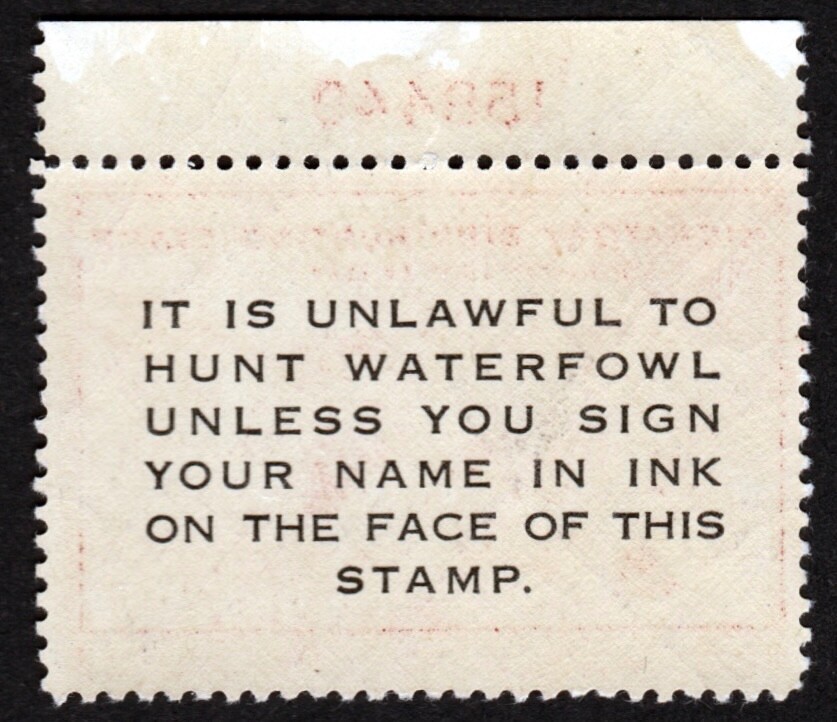 158448
IT IS UNLAWFUL TO
HUNT WATERFOWL
UNLESS YOU SIGN
YOUR NAME IN INK
ON THE FACE OF THIS
STAMP.